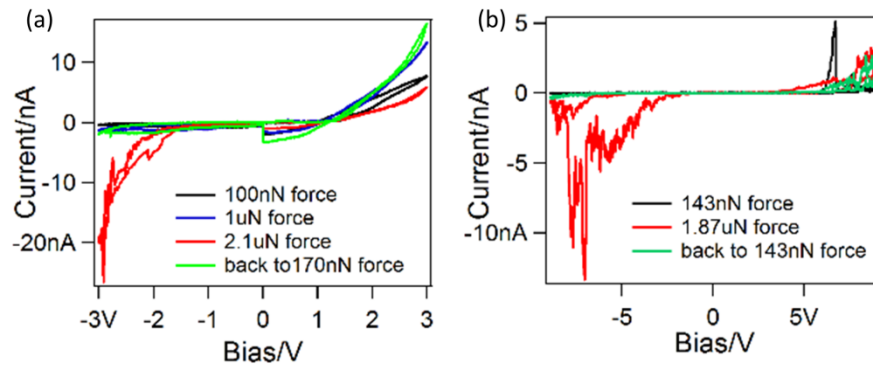 (a)
Current/nA
10
0
-10
-20nA
100nN force
1uN force
2.1uN force
back to170nN force
-3V
-2
-1
0
1
2
3
Bias/V
(b)
Current/nA
5
0
-5
-10nA
143nN force
1.87uN force
back to 143nN force
-5
0
5V
Bias/V